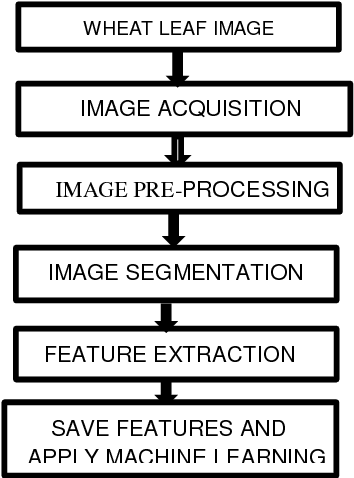 WHEAT LEAF IMAGE
IMAGE ACQUISITION
IMAGE PRE-PROCESSING
IMAGE SEGMENTATION
FEATURE EXTRACTION
SAVE FEATURES AND
APPLY MACHINE LEARNING